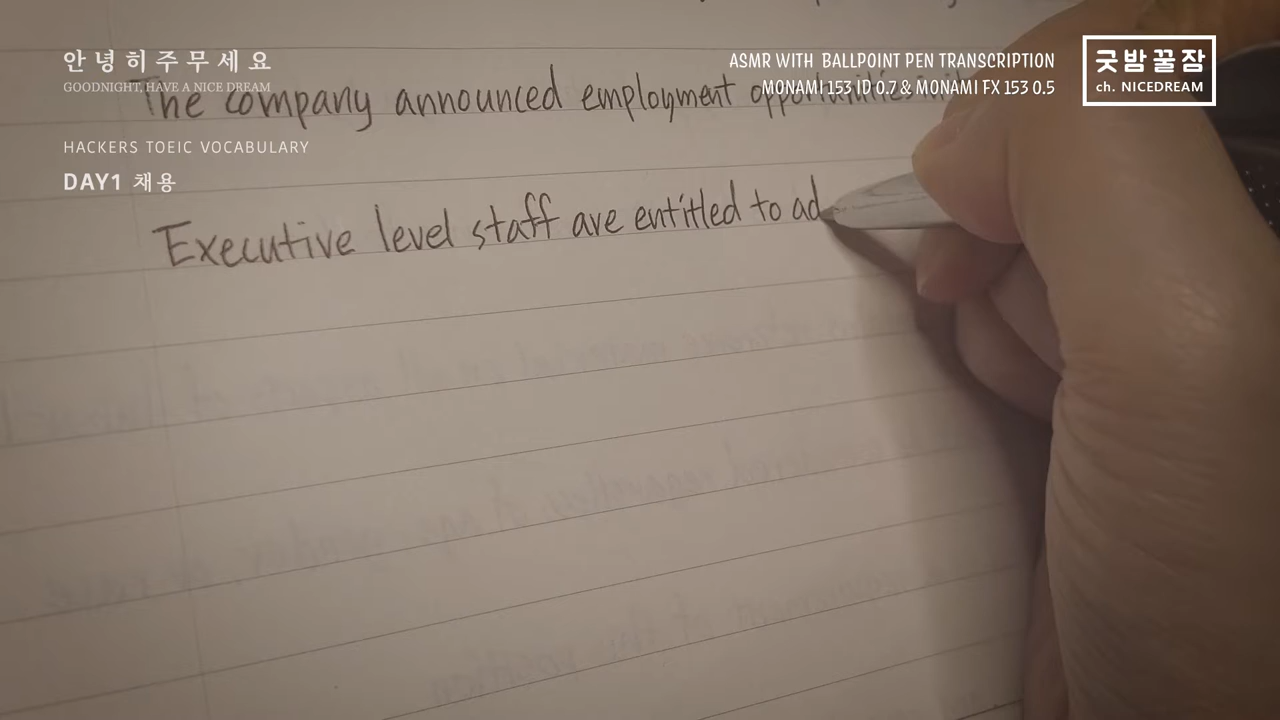 안녕히주무세요
GOODNIGHT, HAVE A NICE DREAM
HACKERS TOEIC VOCABULARY
DAY1 채용
ASMR WITH BALLPOINT PEN TRANSCRIPTION
MONAMI 153 ID 0.7 & MONAMI FX 153 0.5
굿밤꿀잠
ch. NICEDREAM
The company announced employment opportunities in
Executive level staff are entitled to ad